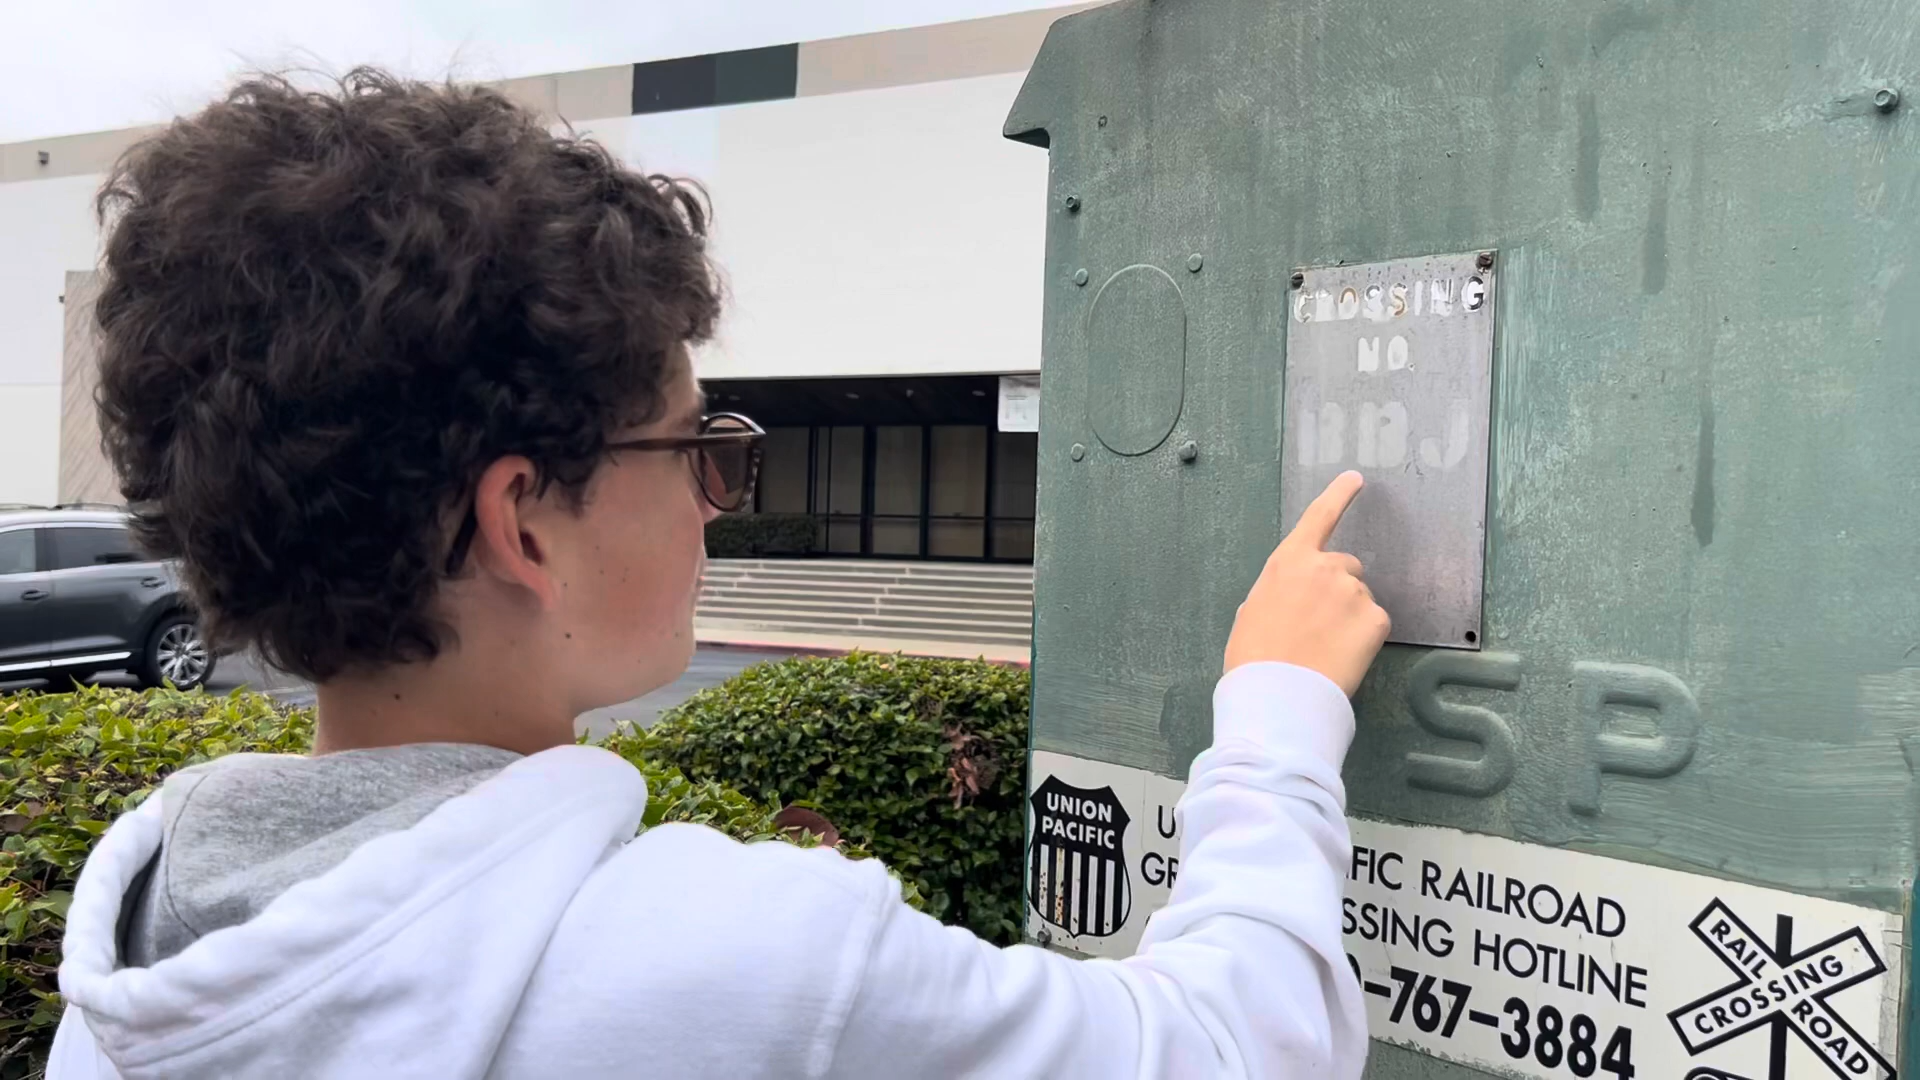 CROSSING
NO.
BBJ
SP
UNION
PACIFIC
FIC RAILROAD
SSING HOTLINE
-767-3884
RAIL ROAD
CROSSING